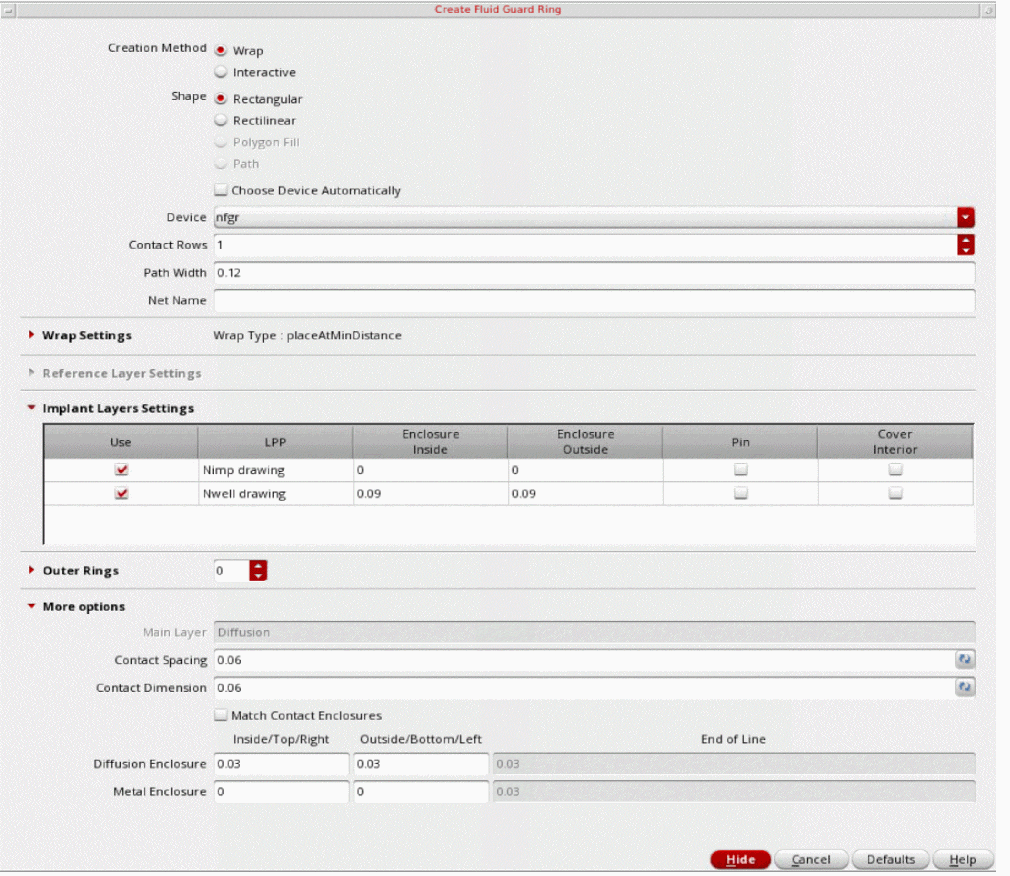 Create Fluid Guard Ring
Creation Method Wrap
Interactive
Shape Rectangular
Rectilinear
Polygon Fill
Path
Choose Device Automatically
Device nfgr
Contact Rows 1
Path Width 0.12
Net Name
Wrap Settings Wrap Type : placeAtMinDistance
Reference Layer Settings
Implant Layers Settings
Use LPP Enclosure Inside Enclosure Outside Pin Cover Interior
Nimp drawing 0 0
Nwell drawing 0.09 0.09
Outer Rings 0
More options
Main Layer Diffusion
Contact Spacing 0.06
Contact Dimension 0.06
Match Contact Enclosures
Inside/Top/Right Outside/Bottom/Left End of Line
Diffusion Enclosure 0.03 0.03 0.03
Metal Enclosure 0 0 0.03
Hide Cancel Defaults Help